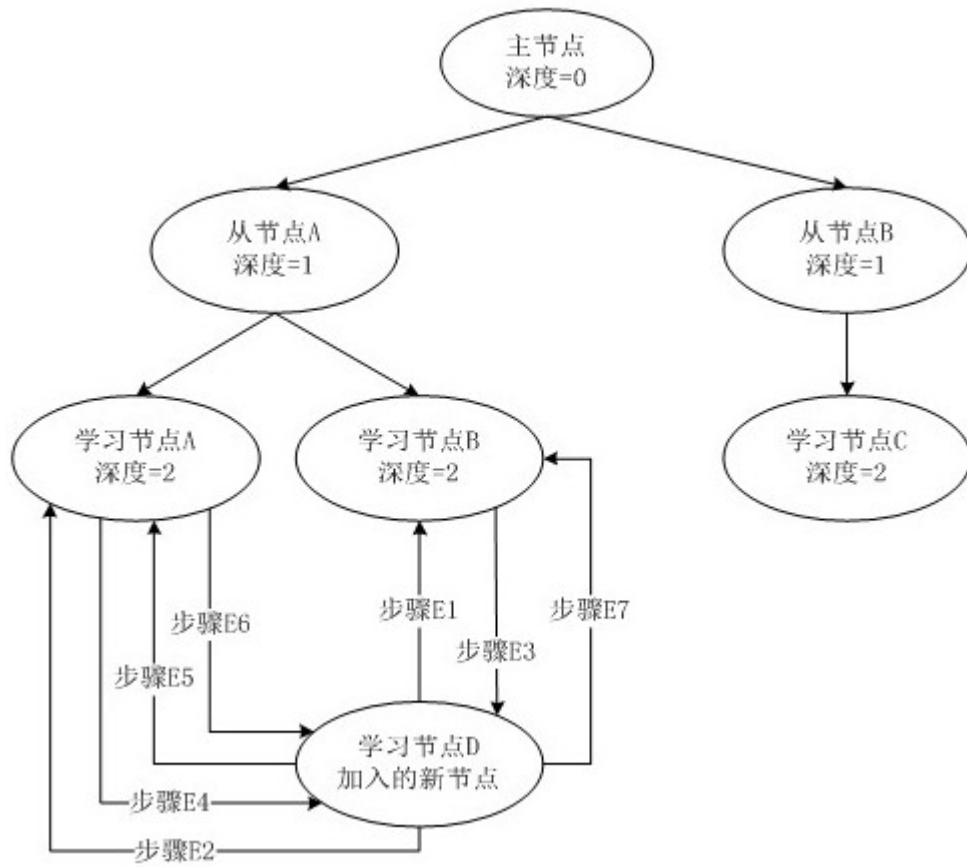 主节点
深度=0
从节点A
深度=1
从节点B
深度=1
学习节点A
深度=2
学习节点B
深度=2
学习节点C
深度=2
步骤E1
步骤E7
步骤E6
步骤E3
步骤E5
学习节点D
加入的新节点
步骤E4
步骤E2